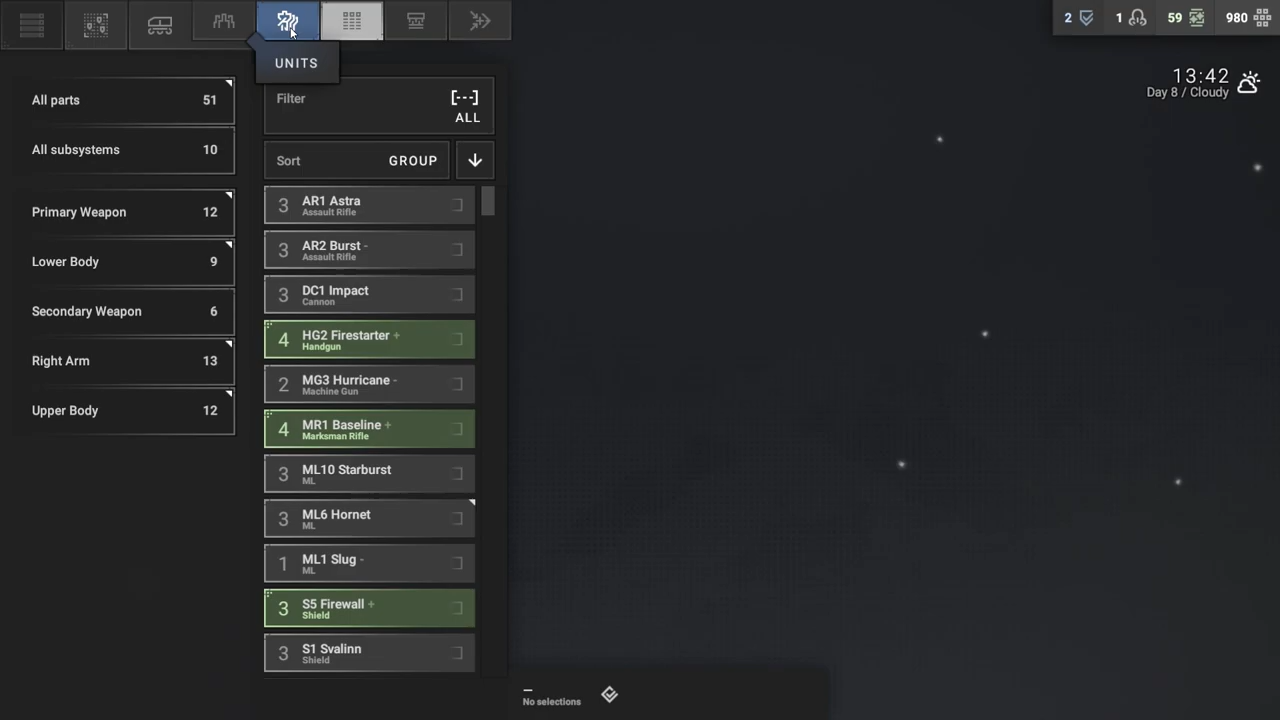 2
1
59
980
UNITS
13:42
Day 8 / Cloudy
All parts 51
All subsystems 10
Primary Weapon 12
Lower Body 9
Secondary Weapon 6
Right Arm 13
Upper Body 12
Filter
[---]
ALL
Sort GROUP
3 AR1 Astra
Assault Rifle
3 AR2 Burst -
Assault Rifle
3 DC1 Impact
Cannon
4 HG2 Firestarter +
Handgun
2 MG3 Hurricane -
Machine Gun
4 MR1 Baseline +
Marksman Rifle
3 ML10 Starburst
ML
3 ML6 Hornet
ML
1 ML1 Slug -
ML
3 S5 Firewall +
Shield
3 S1 Svalinn
Shield
–
No selections